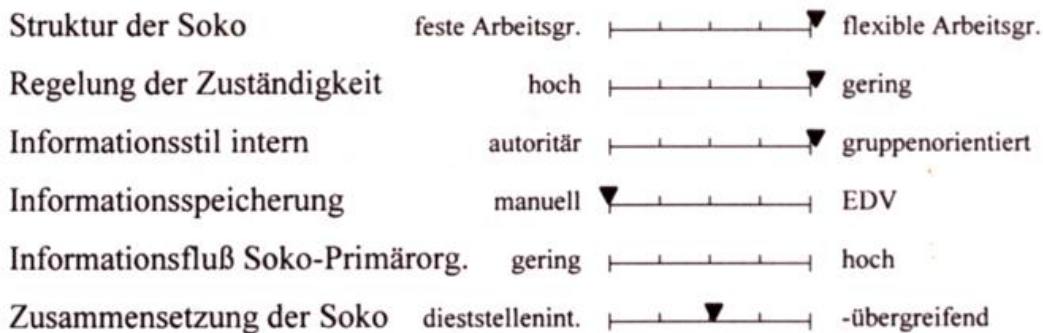 Struktur der Soko feste Arbeitsgr. flexible Arbeitsgr.
Regelung der Zuständigkeit hoch gering
Informationsstil intern autoritär gruppenorientiert
Informationsspeicherung manuell EDV
Informationsfluß Soko-Primärorg. gering hoch
Zusammensetzung der Soko dieststellenint. -übergreifend